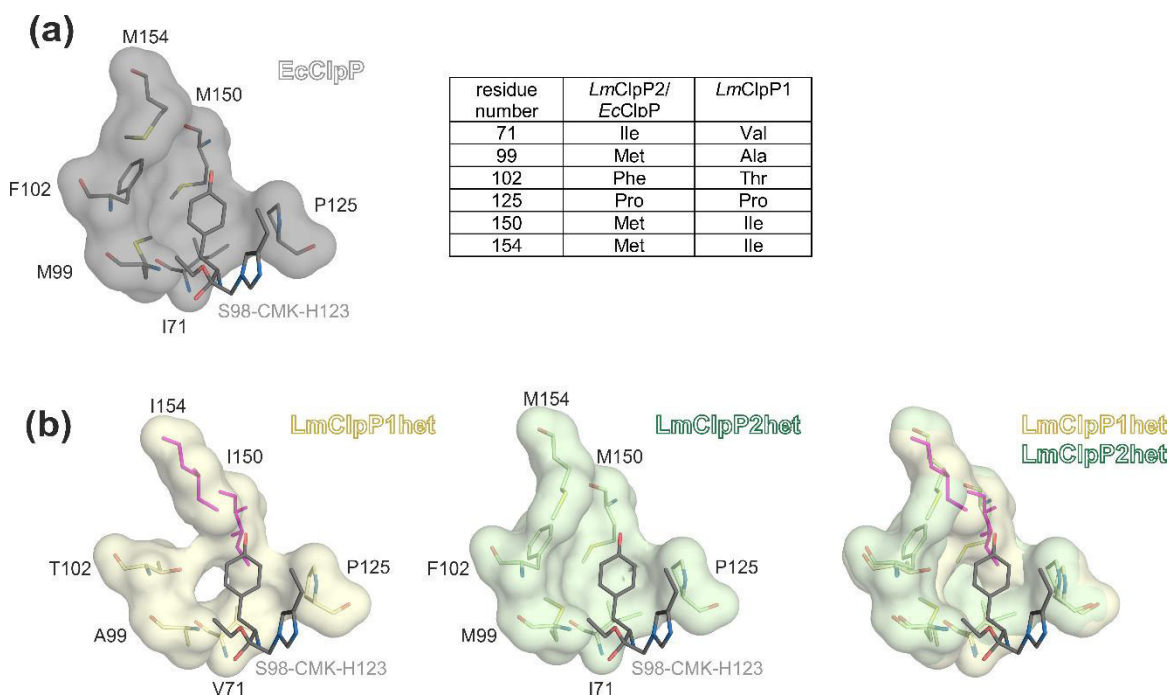 (a)
M154
EcClpP
M150
F102
P125
M99
S98-CMK-H123
I71
residue number LmClpP2/EcClpP LmClpP1
71 Ile Val
99 Met Ala
102 Phe Thr
125 Pro Pro
150 Met Ile
154 Met Ile
(b)
I154
LmClpP1het
I150
T102
P125
A99
S98-CMK-H123
V71
M154
LmClpP2het
M150
F102
P125
M99
S98-CMK-H123
I71
LmClpP1het
LmClpP2het